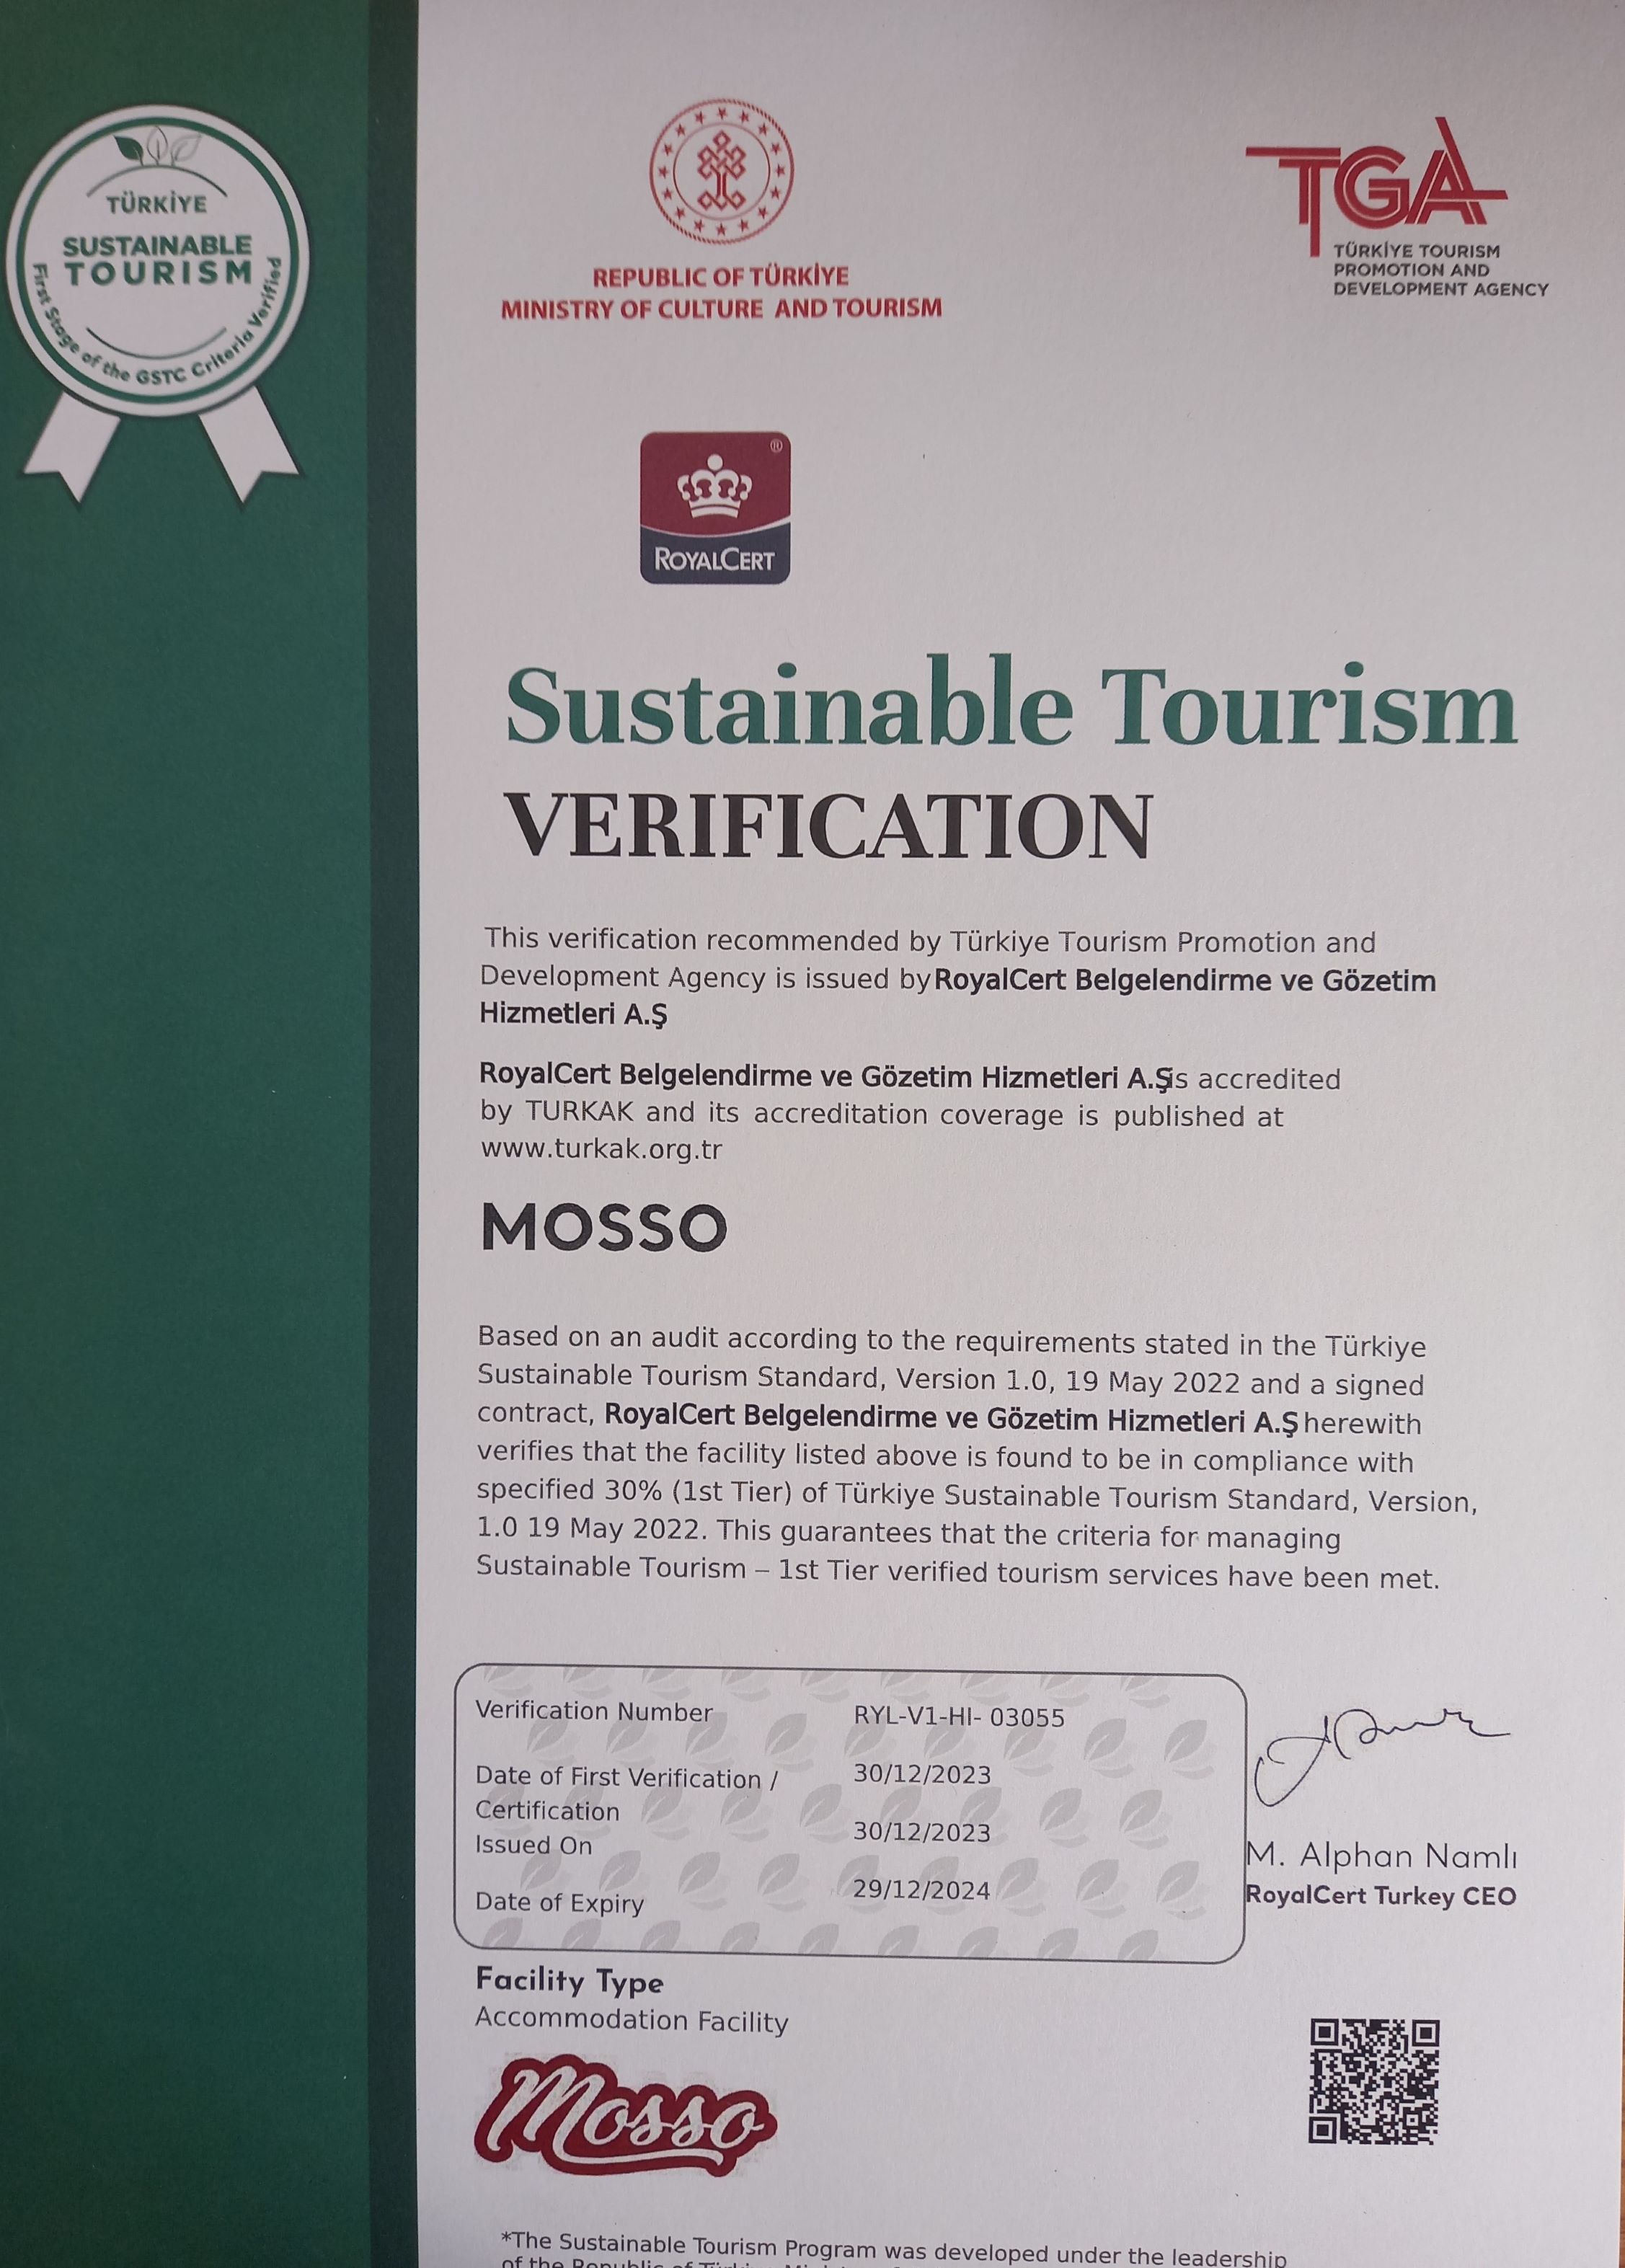 TÜRKİYE
SUSTAINABLE
TOURISM
First Stage of the GSTC Criteria Verified
REPUBLIC OF TÜRKİYE
MINISTRY OF CULTURE AND TOURISM
TGA
TÜRKİYE TOURISM
PROMOTION AND
DEVELOPMENT AGENCY
®
ROYALCERT
Sustainable Tourism
VERIFICATION
This verification recommended by Türkiye Tourism Promotion and
Development Agency is issued by RoyalCert Belgelendirme ve Gözetim
Hizmetleri A.Ş
RoyalCert Belgelendirme ve Gözetim Hizmetleri A.Ş is accredited
by TURKAK and its accreditation coverage is published at
www.turkak.org.tr
MOSSO
Based on an audit according to the requirements stated in the Türkiye
Sustainable Tourism Standard, Version 1.0, 19 May 2022 and a signed
contract, RoyalCert Belgelendirme ve Gözetim Hizmetleri A.Ş herewith
verifies that the facility listed above is found to be in compliance with
specified 30% (1st Tier) of Türkiye Sustainable Tourism Standard, Version,
1.0 19 May 2022. This guarantees that the criteria for managing
Sustainable Tourism – 1st Tier verified tourism services have been met.
Verification Number RYL-V1-HI- 03055
Date of First Verification / 30/12/2023
Certification
Issued On 30/12/2023
Date of Expiry 29/12/2024
M. Alphan Namlı
RoyalCert Turkey CEO
Facility Type
Accommodation Facility
Mosso
*The Sustainable Tourism Program was developed under the leadership
of the Republic of